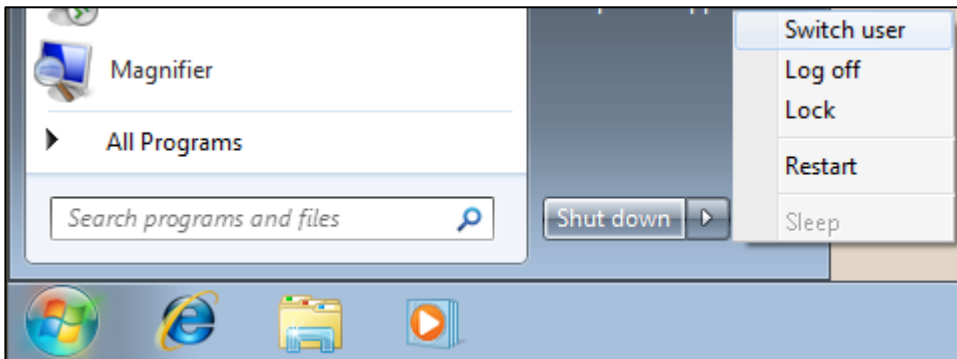 Magnifier
All Programs
Search programs and files
Shut down
Switch user
Log off
Lock
Restart
Sleep